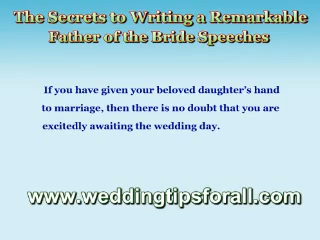 The Secrets to Writing a Remarkable
Father of the Bride Speeches
If you have given your beloved daughter's hand
to marriage, then there is no doubt that you are
excitedly awaiting the wedding day.
www.weddingtipsforall.com